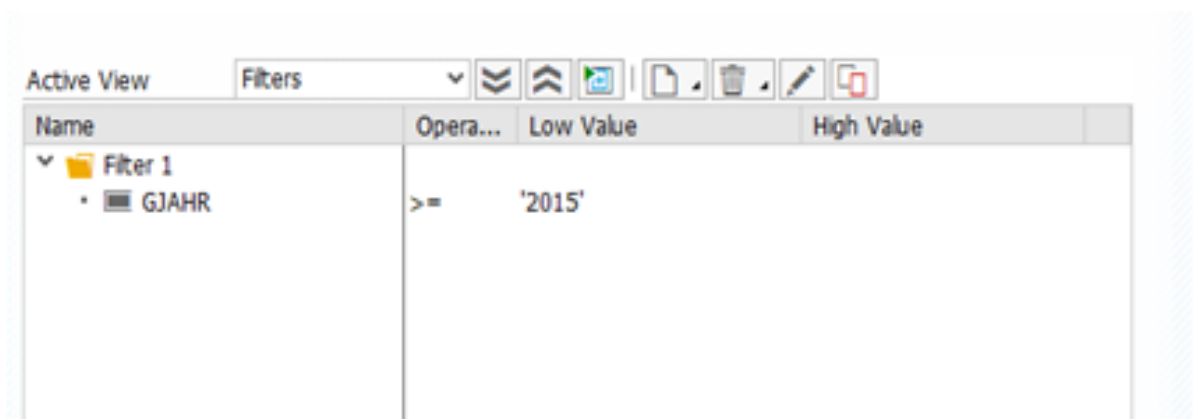 Active View Filters
Name Opera... Low Value High Value
Filter 1
GJAHR >= '2015'